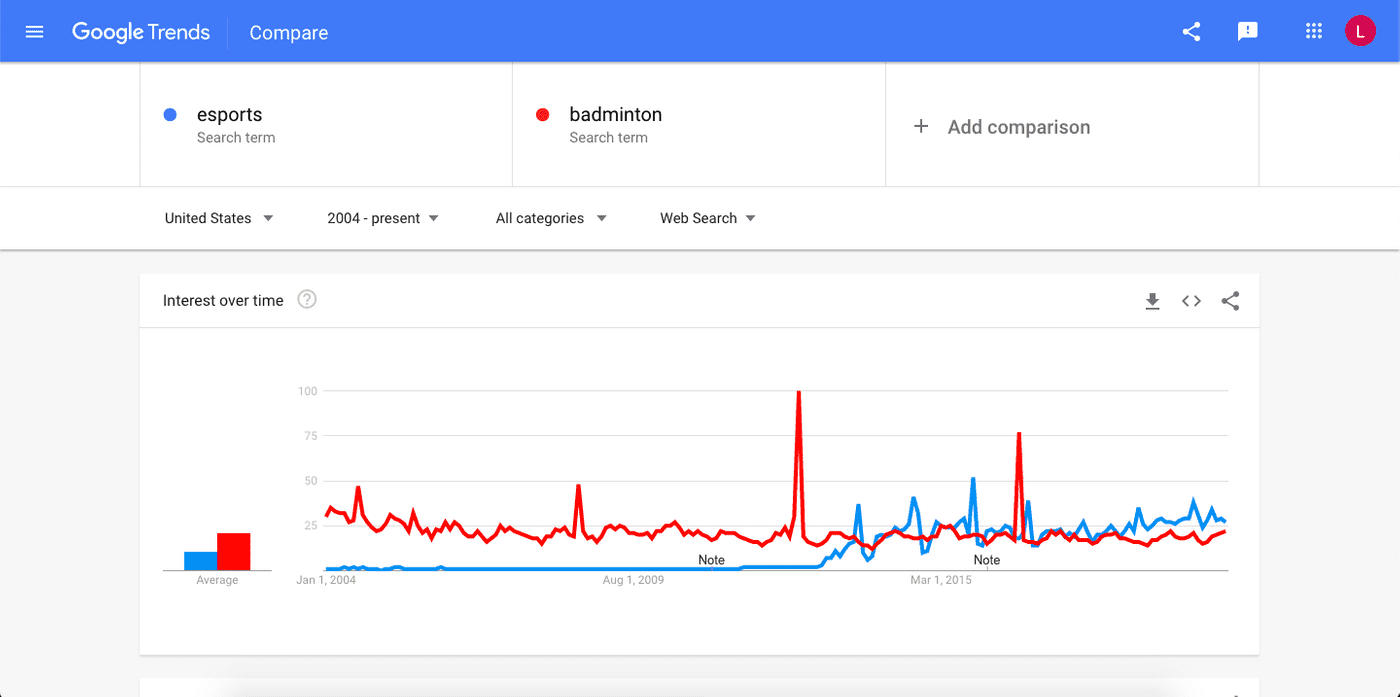 Google Trends
Compare
L
esports
Search term
badminton
Search term
+ Add comparison
United States
2004 - present
All categories
Web Search
Interest over time
?
100
75
50
25
Average
Note
Note
Jan 1, 2004
Aug 1, 2009
Mar 1, 2015